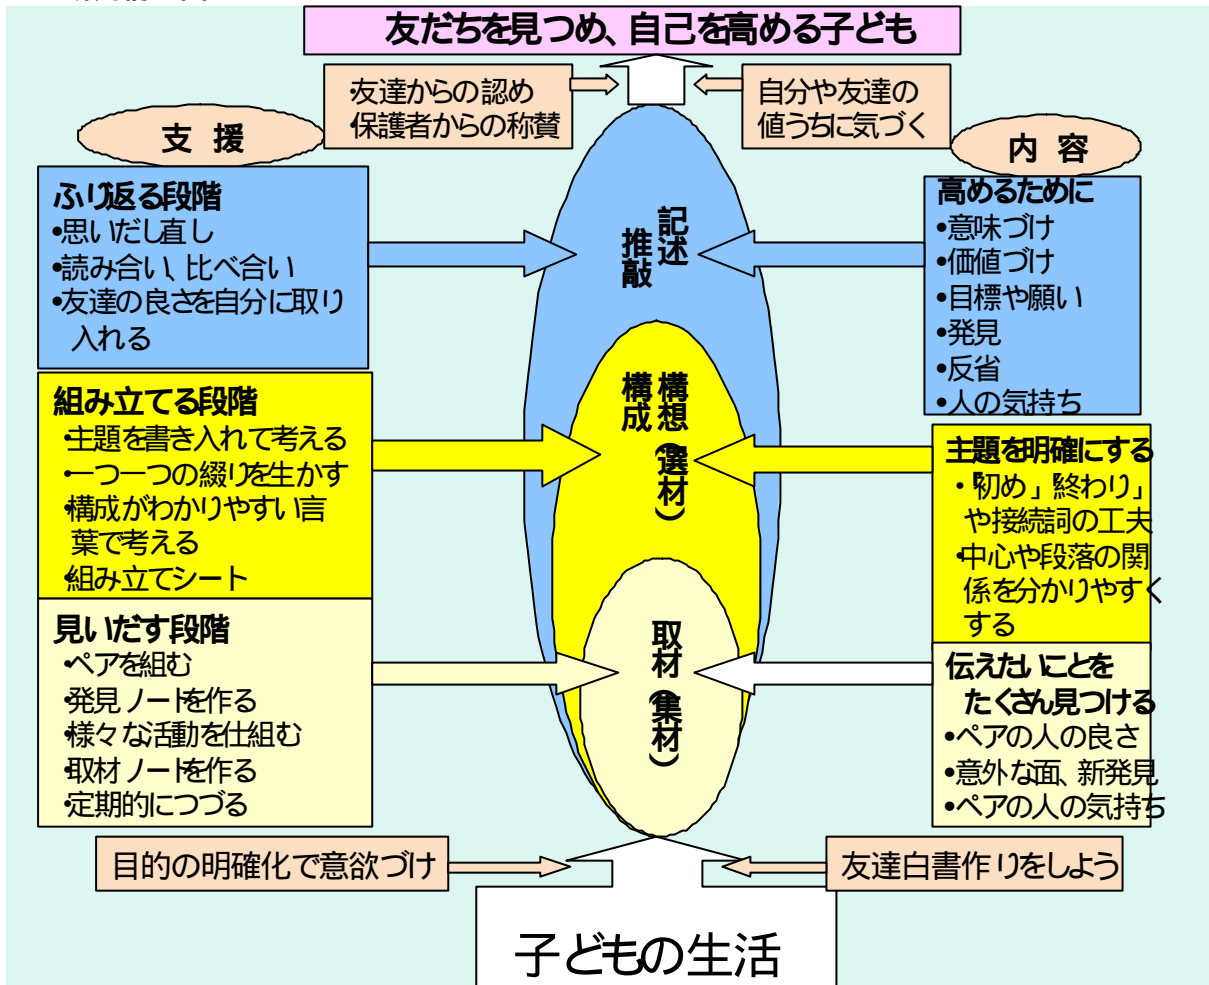 友だちを見つめ、自己を高める子ども
・友達からの認め
・保護者からの称賛
自分や友達の
値うちに気づく
支 援
内 容
ふり返る段階
•思いだし直し
•読み合い、比べ合い
•友達の良さを自分に取り
入れる
記述
推敲
高めるために
•意味づけ
•価値づけ
•目標や願い
•発見
•反省
•人の気持ち
組み立てる段階
・主題を書き入れて考える
・一つ一つの綴りを生かす
・構成がわかりやすい言
葉で考える
・組み立てシート
構想(選材)
構成
主題を明確にする
・「初め」「終わり」
や接続詞の工夫
・中心や段落の関
係を分かりやすく
する
見いだす段階
・ペアを組む
・発見ノートを作る
・様々な活動を仕組む
・取材ノートを作る
・定期的につづる
取材(集材)
伝えたいことを
たくさん見つける
•ペアの人の良さ
•意外な面、新発見
•ペアの人の気持ち
目的の明確化で意欲づけ
友達白書作りをしよう
子どもの生活